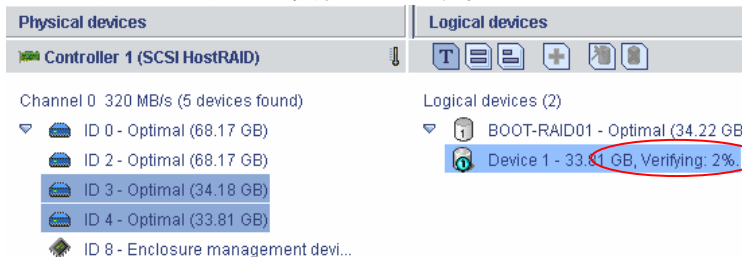 Physical devices
Controller 1 (SCSI HostRAID)
Channel 0 320 MB/s (5 devices found)
ID 0 - Optimal (68.17 GB)
ID 2 - Optimal (68.17 GB)
ID 3 - Optimal (34.18 GB)
ID 4 - Optimal (33.81 GB)
ID 8 - Enclosure management devi...
Logical devices
T
Logical devices (2)
1 BOOT-RAID01 - Optimal (34.22 GB
Device 1 - 33.81 GB, Verifying: 2%.